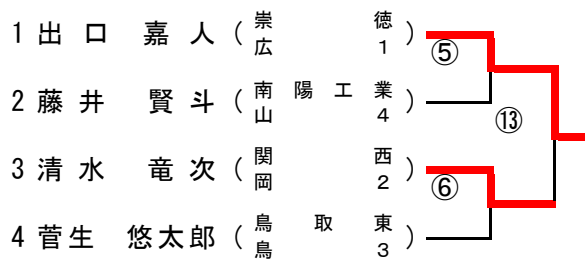 1 出口 嘉人 (崇徳 広1)
⑤
2 藤井 賢斗 (南陽工業 山4)
⑬
3 清水 竜次 (関西 岡2)
⑥
4 菅生 悠太郎 (鳥取東 鳥3)